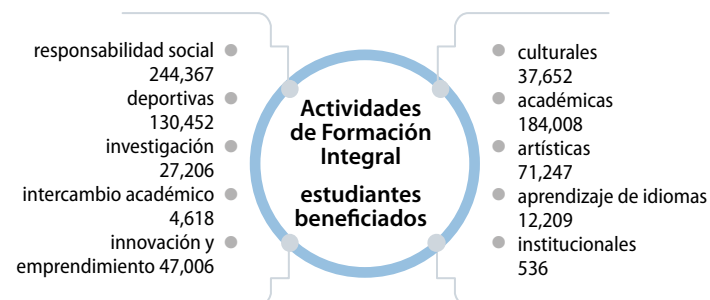 responsabilidad social
244,367
deportivas
130,452
investigación
27,206
intercambio académico
4,618
innovación y
emprendimiento 47,006
Actividades
de Formación
Integral
estudiantes
beneficiados
culturales
37,652
académicas
184,008
artísticas
71,247
aprendizaje de idiomas
12,209
institucionales
536